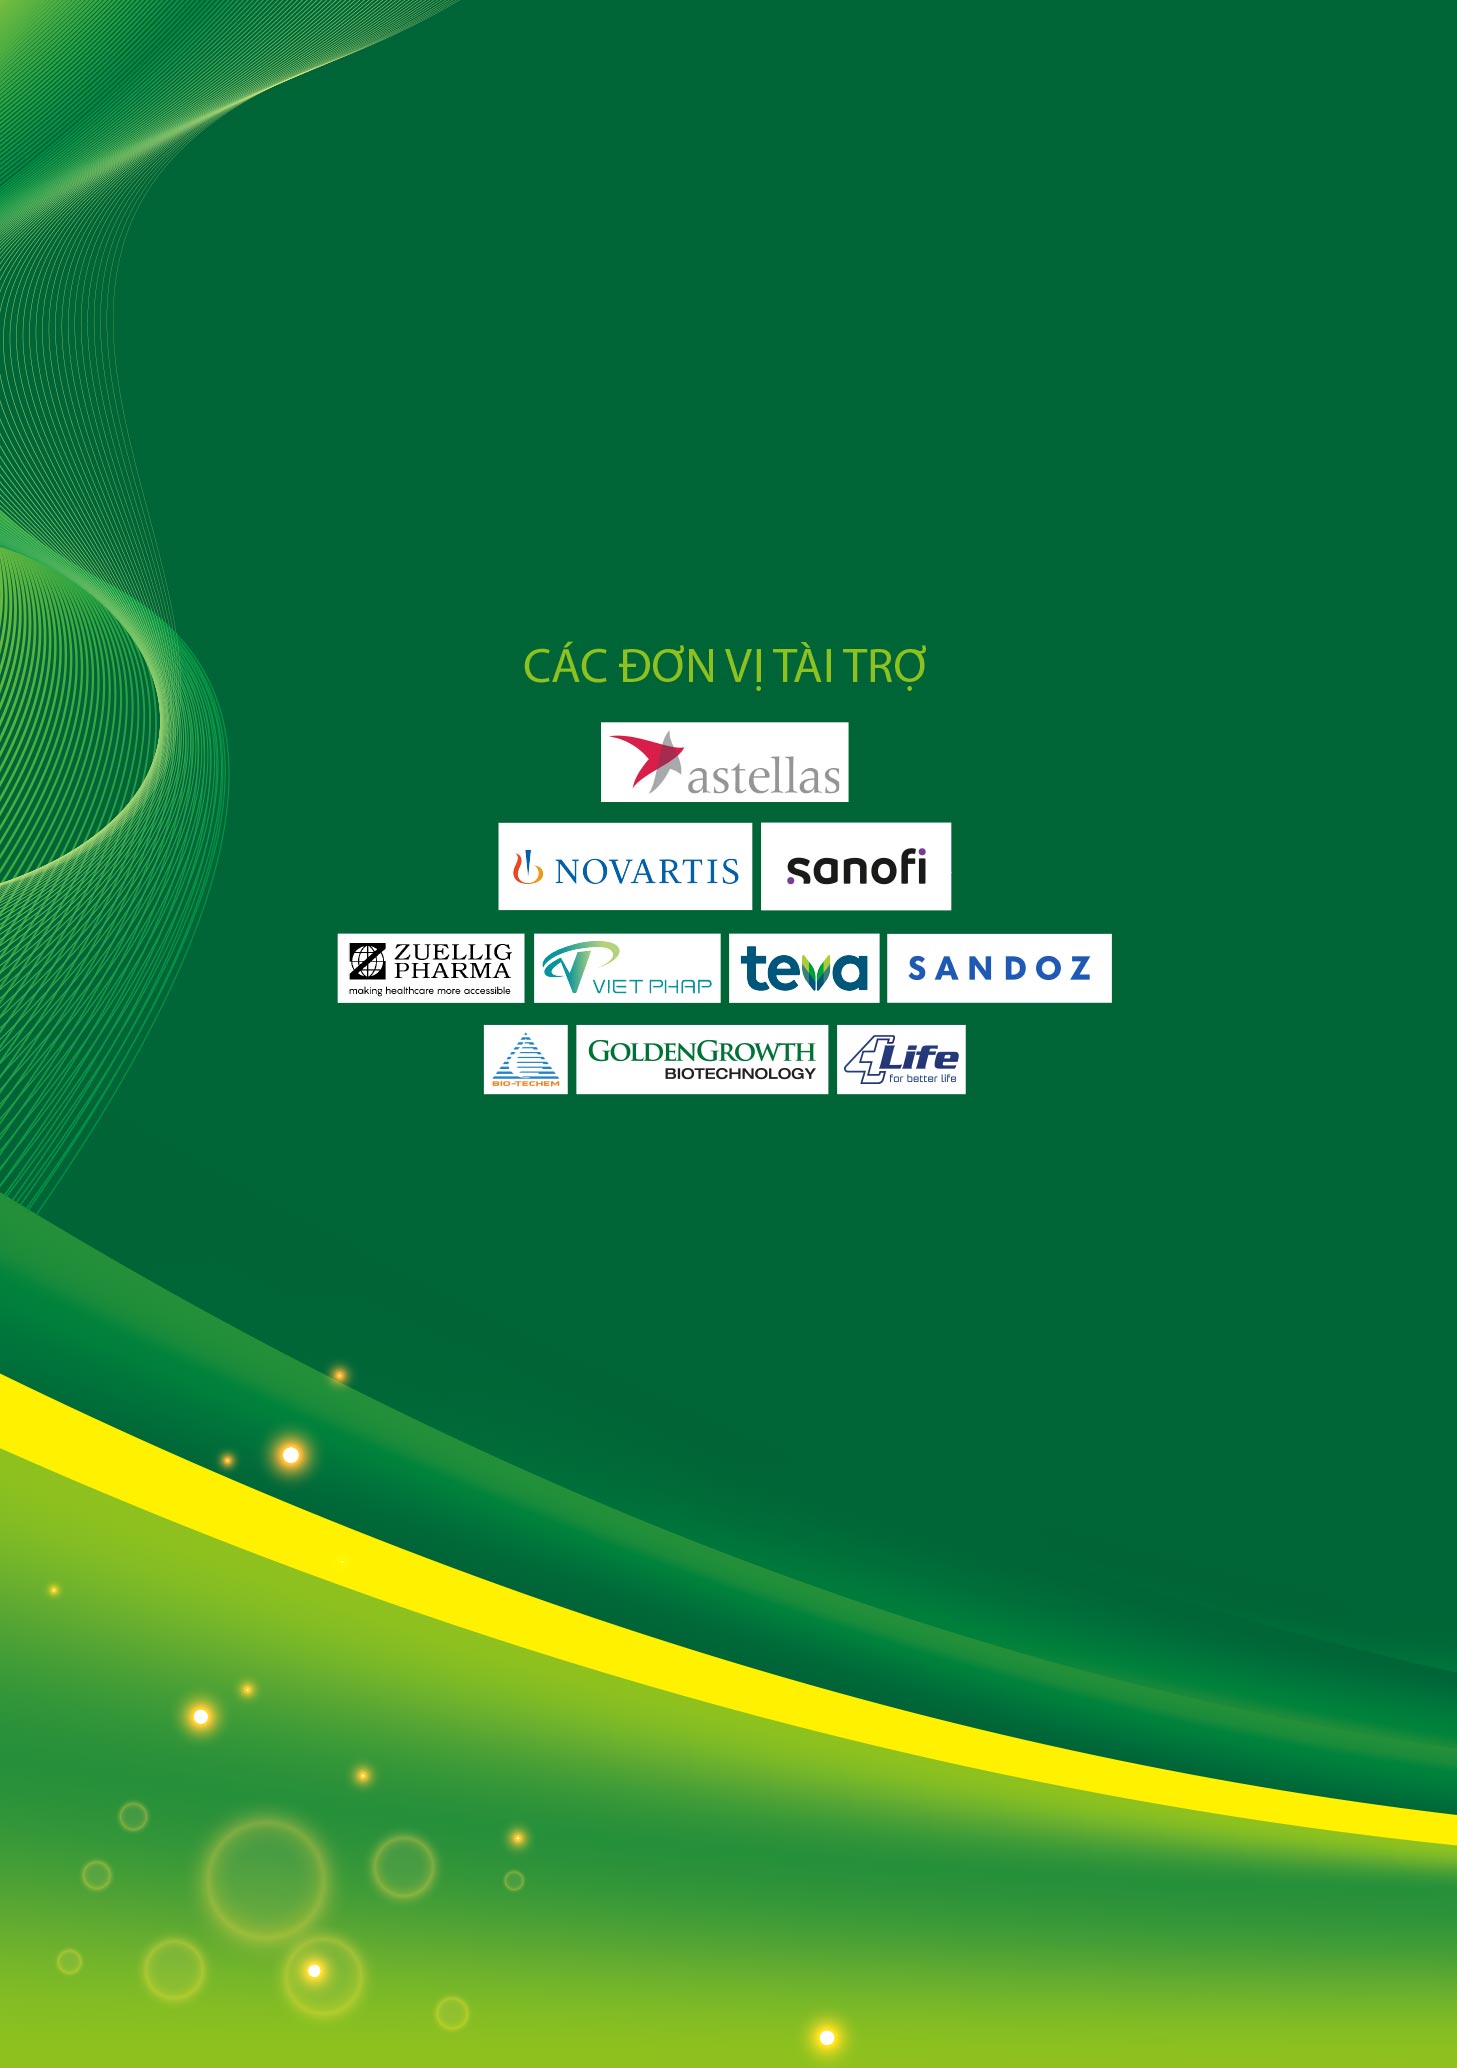 CÁC ĐƠN VỊ TÀI TRỢ
astellas
NOVARTIS sanofi
ZUELLIG PHARMA
making healthcare more accessible
VIET PHAP
teva
SANDOZ
BIO-TECHEM
GOLDENGROWTH
BIOTECHNOLOGY
4Life
for better life